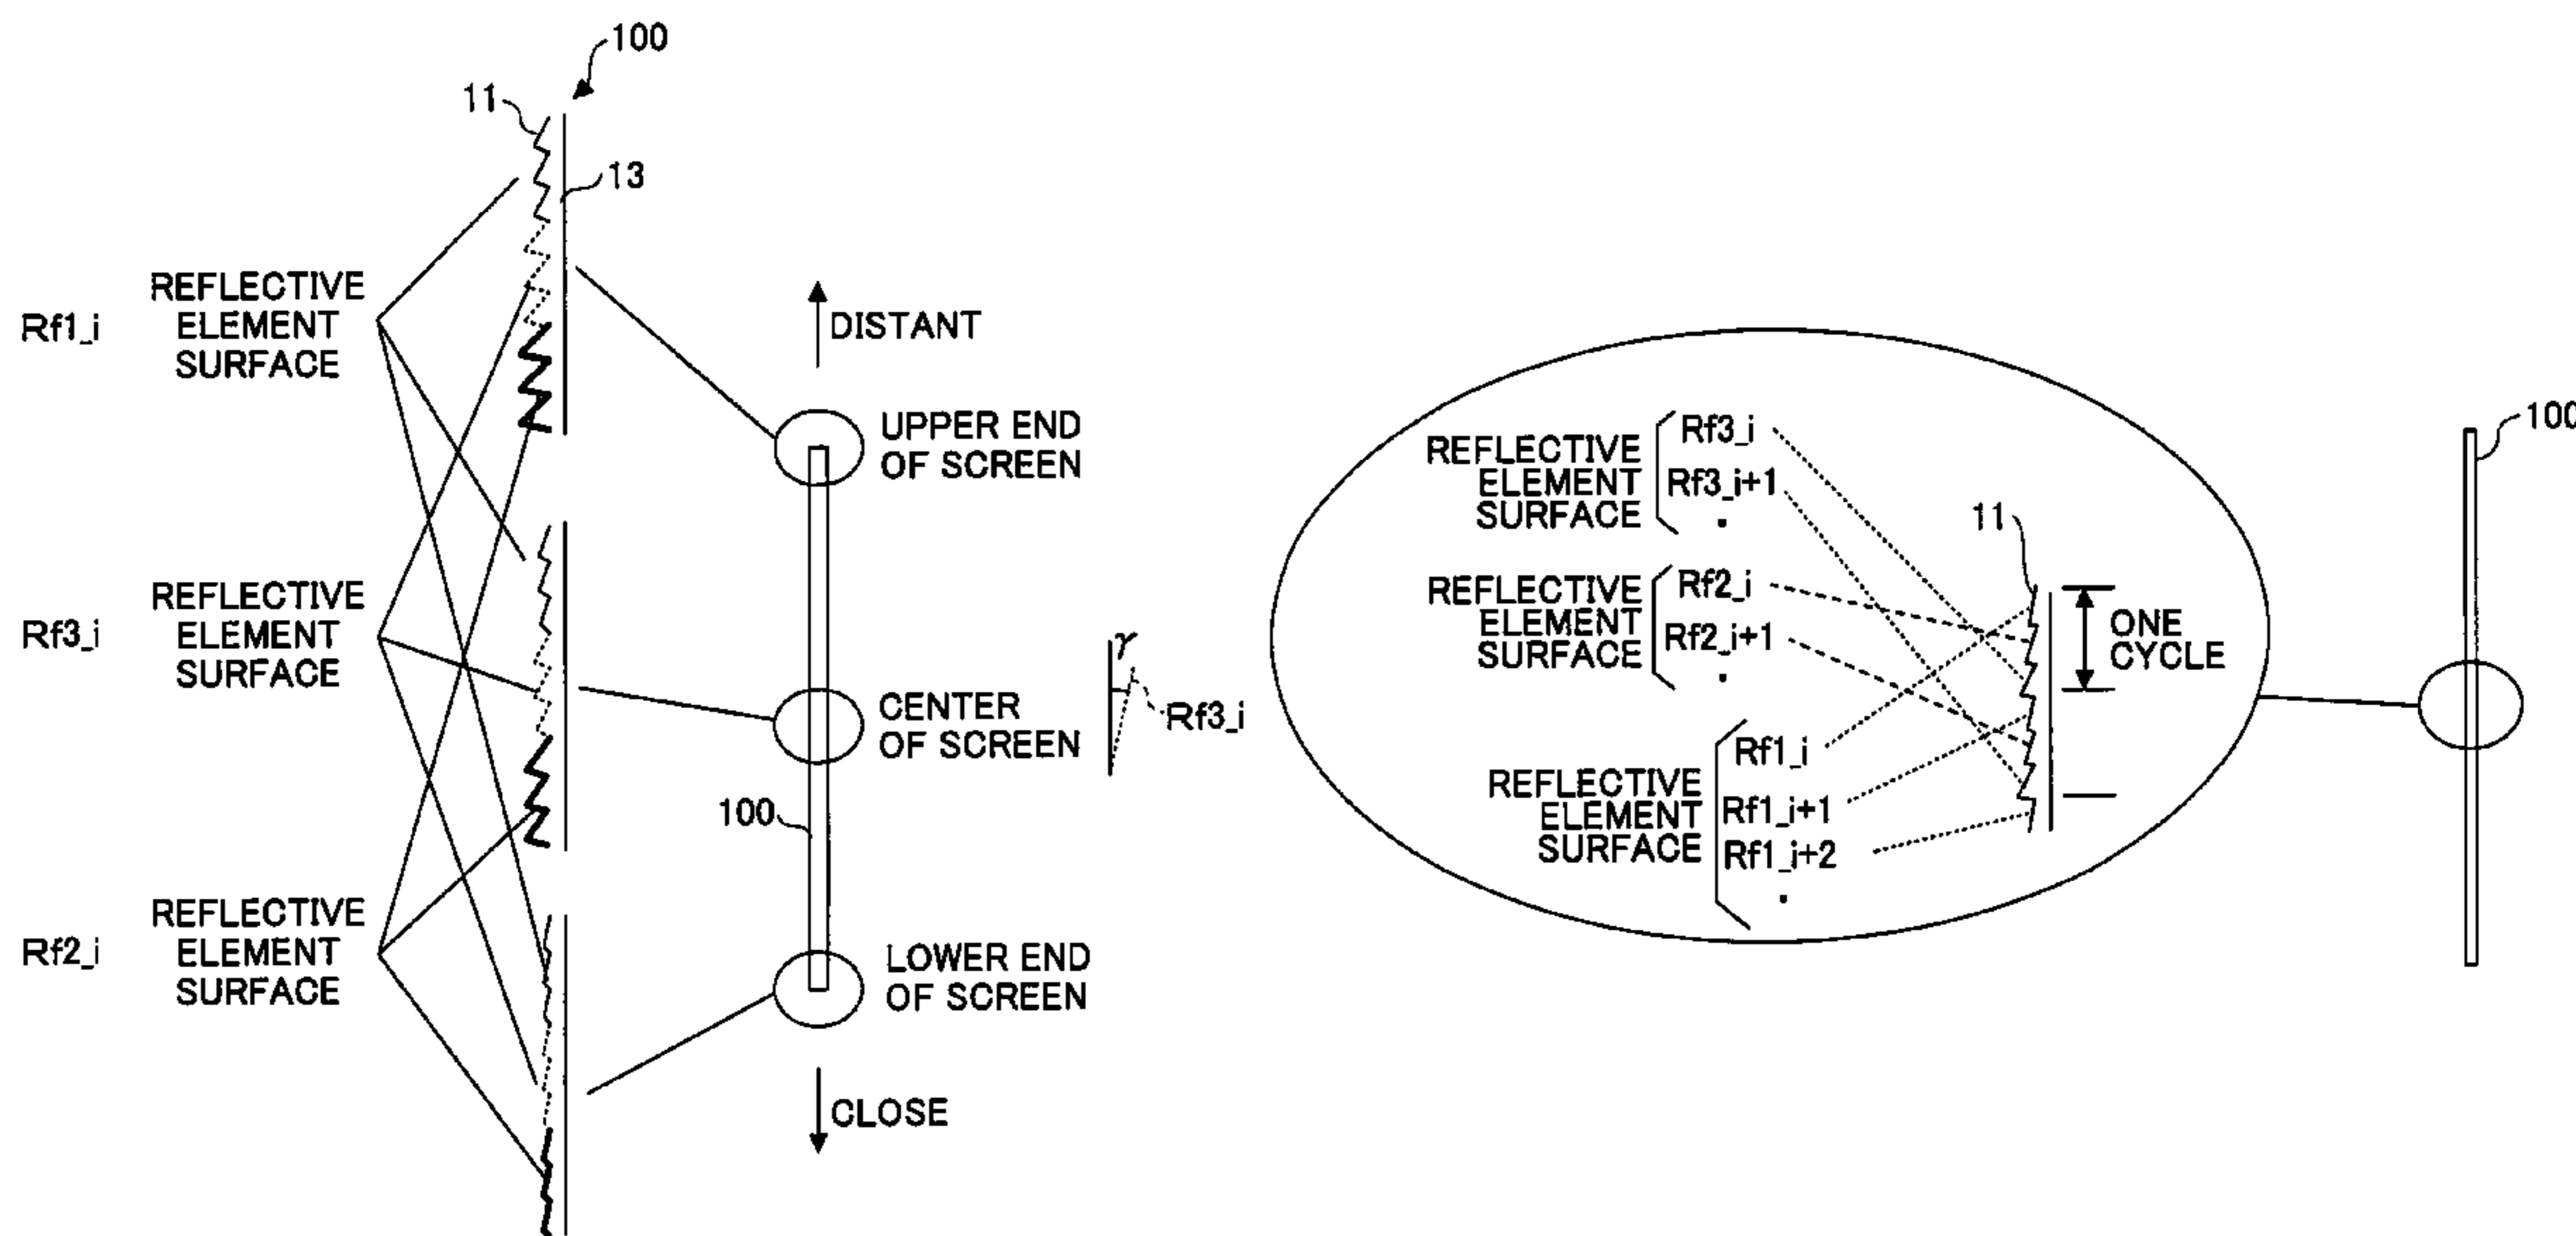 100
11
13
Rf1_i
REFLECTIVE
ELEMENT
SURFACE
DISTANT
UPPER END
OF SCREEN
Rf3_i
REFLECTIVE
ELEMENT
SURFACE
CENTER
OF SCREEN
100
γ
Rf3_i
Rf2_i
REFLECTIVE
ELEMENT
SURFACE
LOWER END
OF SCREEN
CLOSE
REFLECTIVE
ELEMENT
SURFACE
Rf3_i
Rf3_i+1
REFLECTIVE
ELEMENT
SURFACE
Rf2_i
Rf2_i+1
REFLECTIVE
ELEMENT
SURFACE
Rf1_i
Rf1_i+1
Rf1_i+2
11
ONE
CYCLE
100